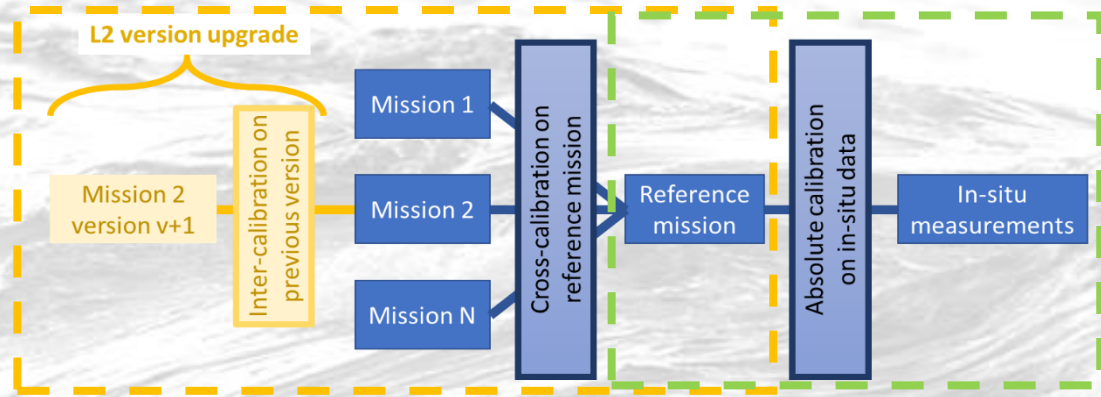 L2 version upgrade
Mission 2
version v+1
Inter-calibration on
previous version
Mission 1
Mission 2
Mission N
Cross-calibration on
reference mission
Reference
mission
Absolute calibration
on in-situ data
In-situ
measurements